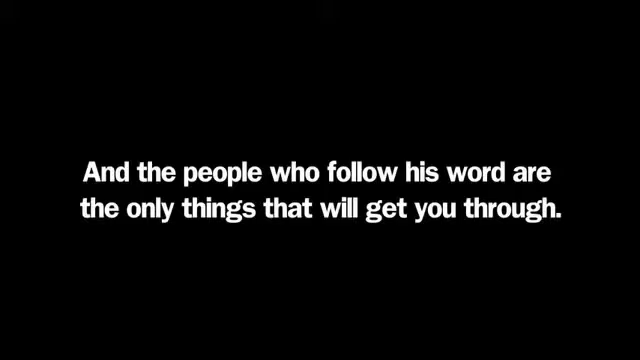 And the people who follow his word are
the only things that will get you through.